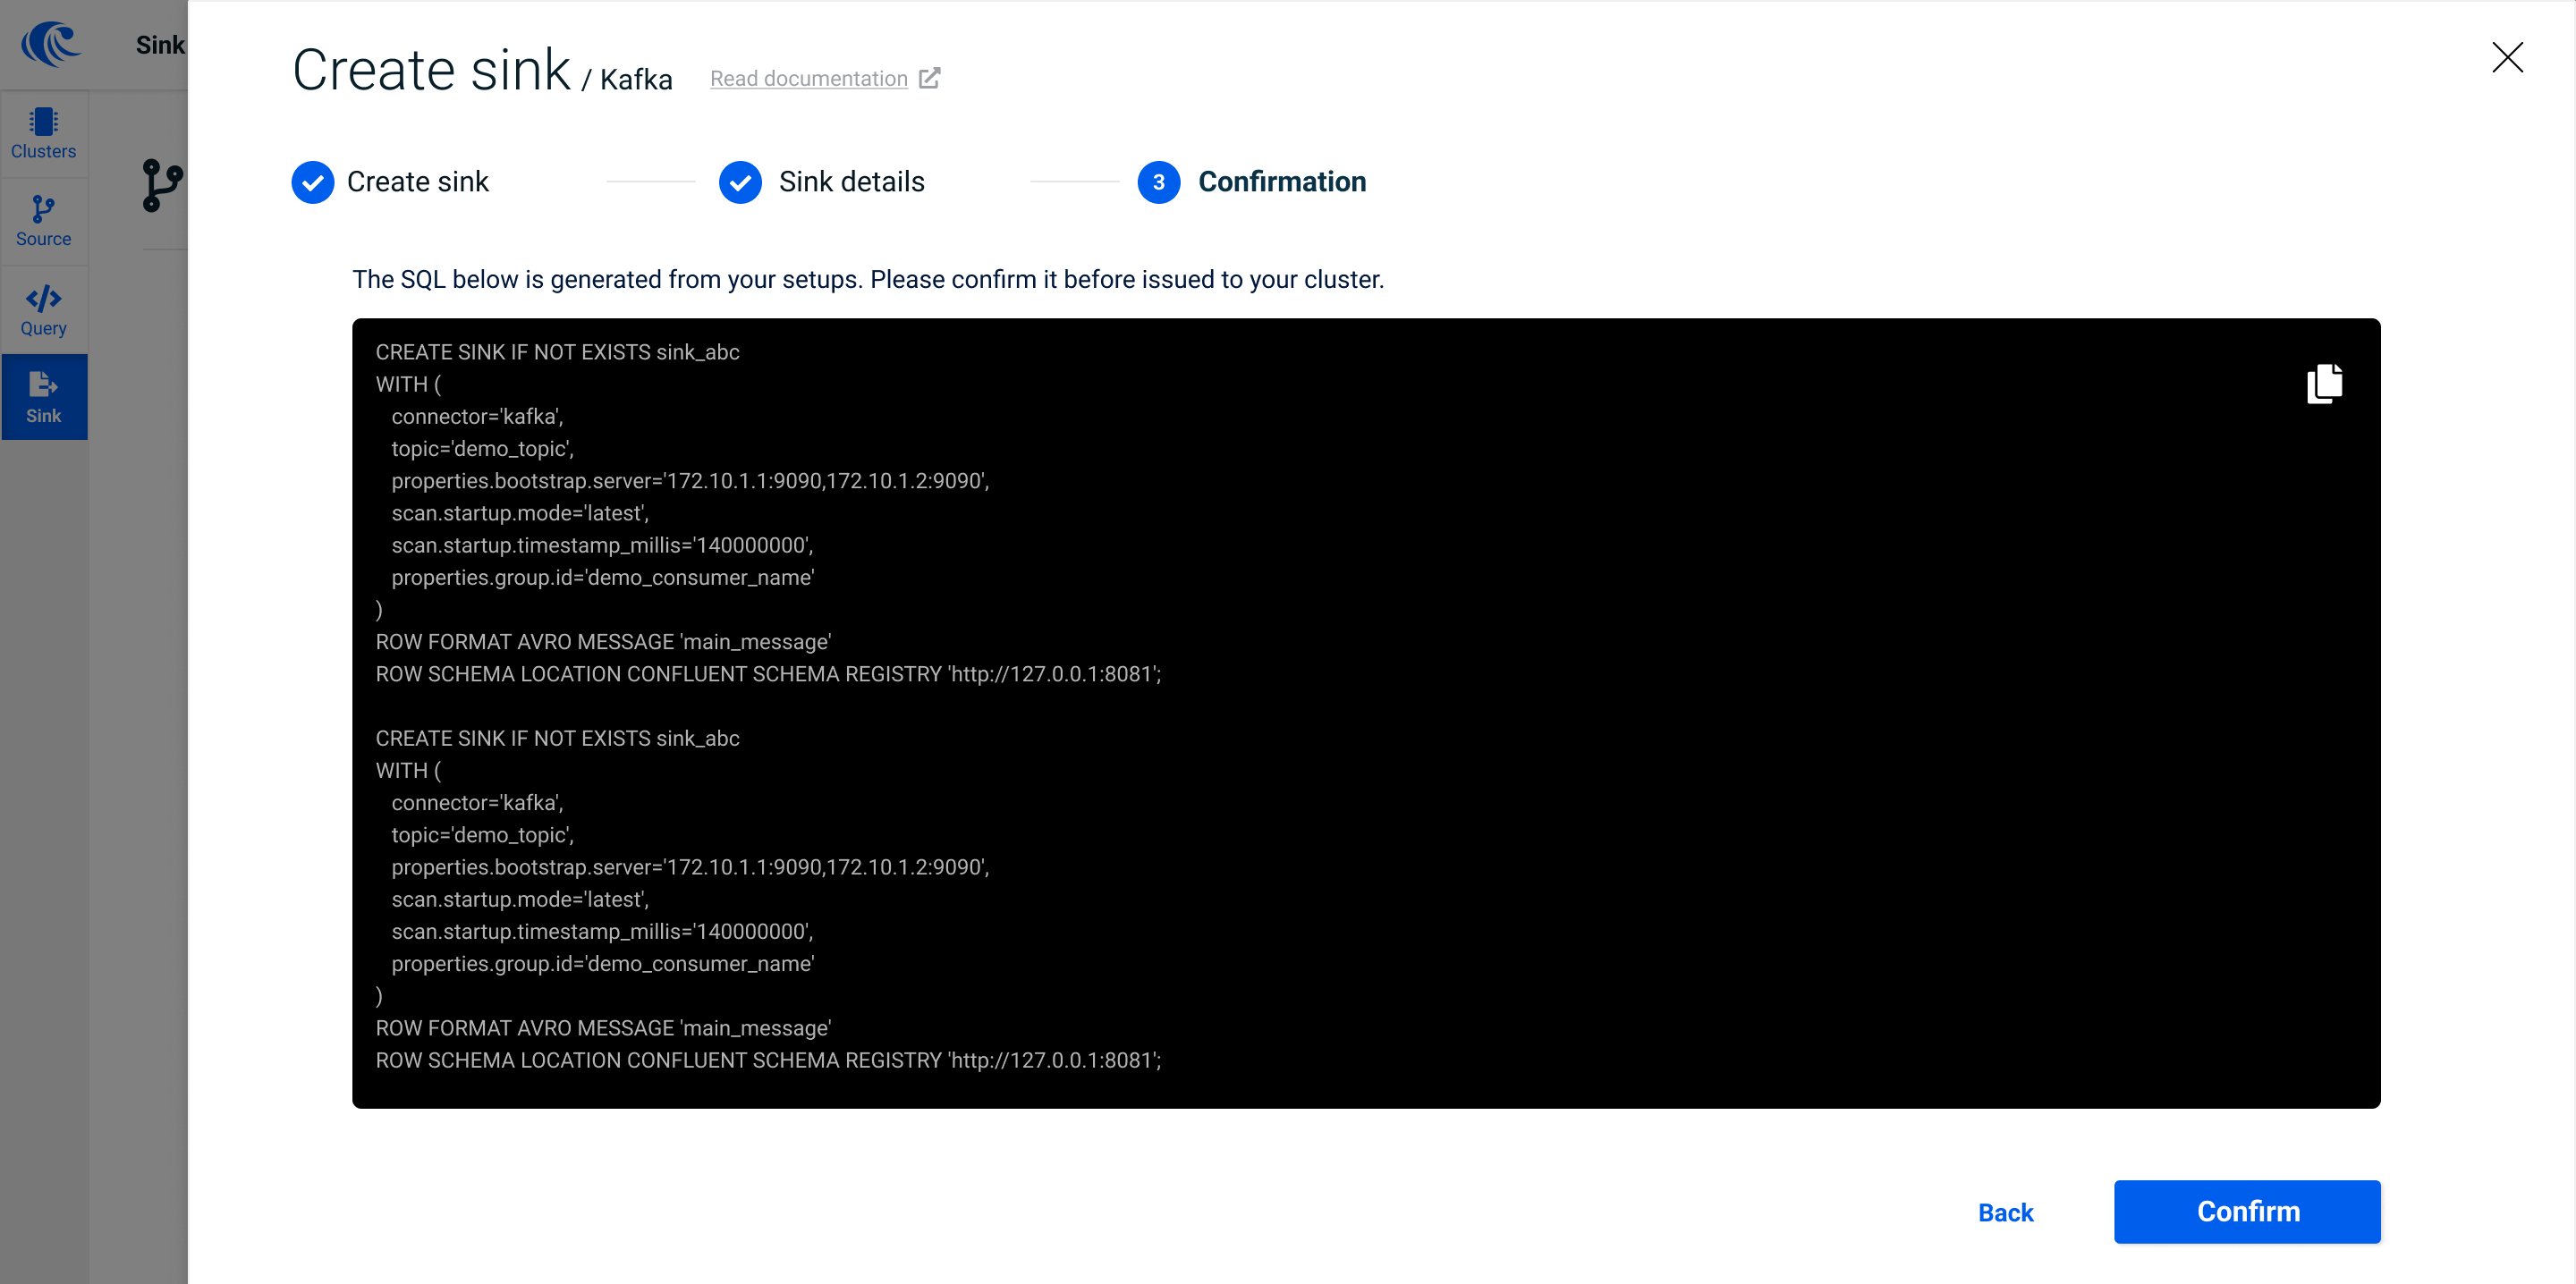 Sink
Clusters
Source
Query
Sink
Create sink / Kafka Read documentation
Create sink Sink details 3 Confirmation
The SQL below is generated from your setups. Please confirm it before issued to your cluster.
CREATE SINK IF NOT EXISTS sink_abc
WITH (
connector='kafka',
topic='demo_topic',
properties.bootstrap.server='172.10.1.1:9090,172.10.1.2:9090',
scan.startup.mode='latest',
scan.startup.timestamp_millis='140000000',
properties.group.id='demo_consumer_name'
)
ROW FORMAT AVRO MESSAGE 'main_message'
ROW SCHEMA LOCATION CONFLUENT SCHEMA REGISTRY 'http://127.0.0.1:8081';
CREATE SINK IF NOT EXISTS sink_abc
WITH (
connector='kafka',
topic='demo_topic',
properties.bootstrap.server='172.10.1.1:9090,172.10.1.2:9090',
scan.startup.mode='latest',
scan.startup.timestamp_millis='140000000',
properties.group.id='demo_consumer_name'
)
ROW FORMAT AVRO MESSAGE 'main_message'
ROW SCHEMA LOCATION CONFLUENT SCHEMA REGISTRY 'http://127.0.0.1:8081';
Back Confirm